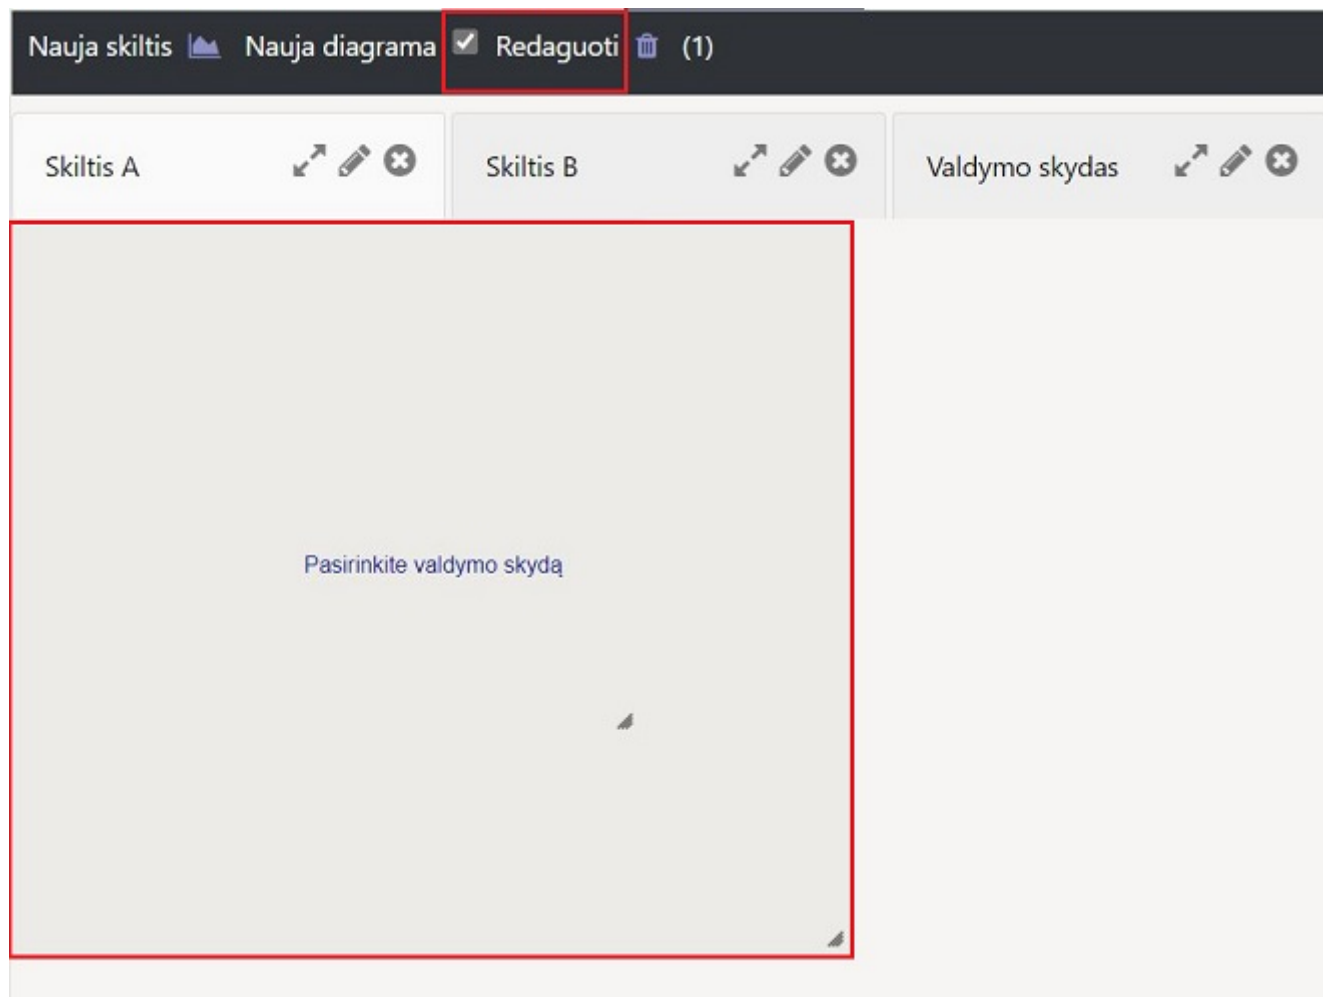 Nauja skiltis Nauja diagrama Redaguoti (1)
Skiltis A Skiltis B Valdymo skydas
Pasirinkite valdymo skydą